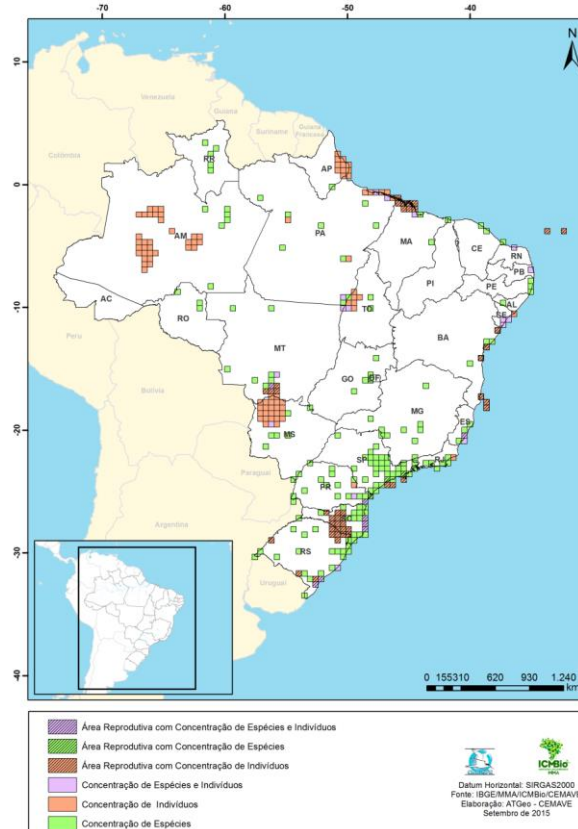 -70 -60 -50 -40
N
10
0
-10
-20
-30
-40
Venezuela
Guiana
Suriname
Guiana
Francesa
Colômbia
Peru
Bolívia
Paraguai
Argentina
Uruguai
RR
AP
AM
PA
MA
CE
RN
PB
PE
PI
AL
SE
AC
RO
TO
BA
MT
GO
DF
MG
ES
MS
SP
RJ
PR
RS
0 155310 620 930 1.240
km
Área Reprodutiva com Concentração de Espécies e Indivíduos
Área Reprodutiva com Concentração de Espécies
Área Reprodutiva com Concentração de Indivíduos
Concentração de Espécies e Indivíduos
Concentração de Indivíduos
Concentração de Espécies
ICMBio
MMA
Datum Horizontal: SIRGAS2000
Fonte: IBGE/MMA/ICMBio/CEMAVE
Elaboração: ATGeo - CEMAVE
Setembro de 2015